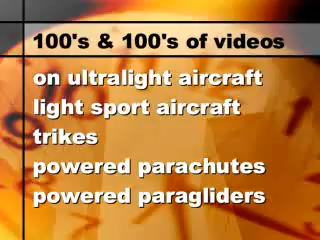 100's & 100's of videos
on ultralight aircraft
light sport aircraft
trikes
powered parachutes
powered paragliders